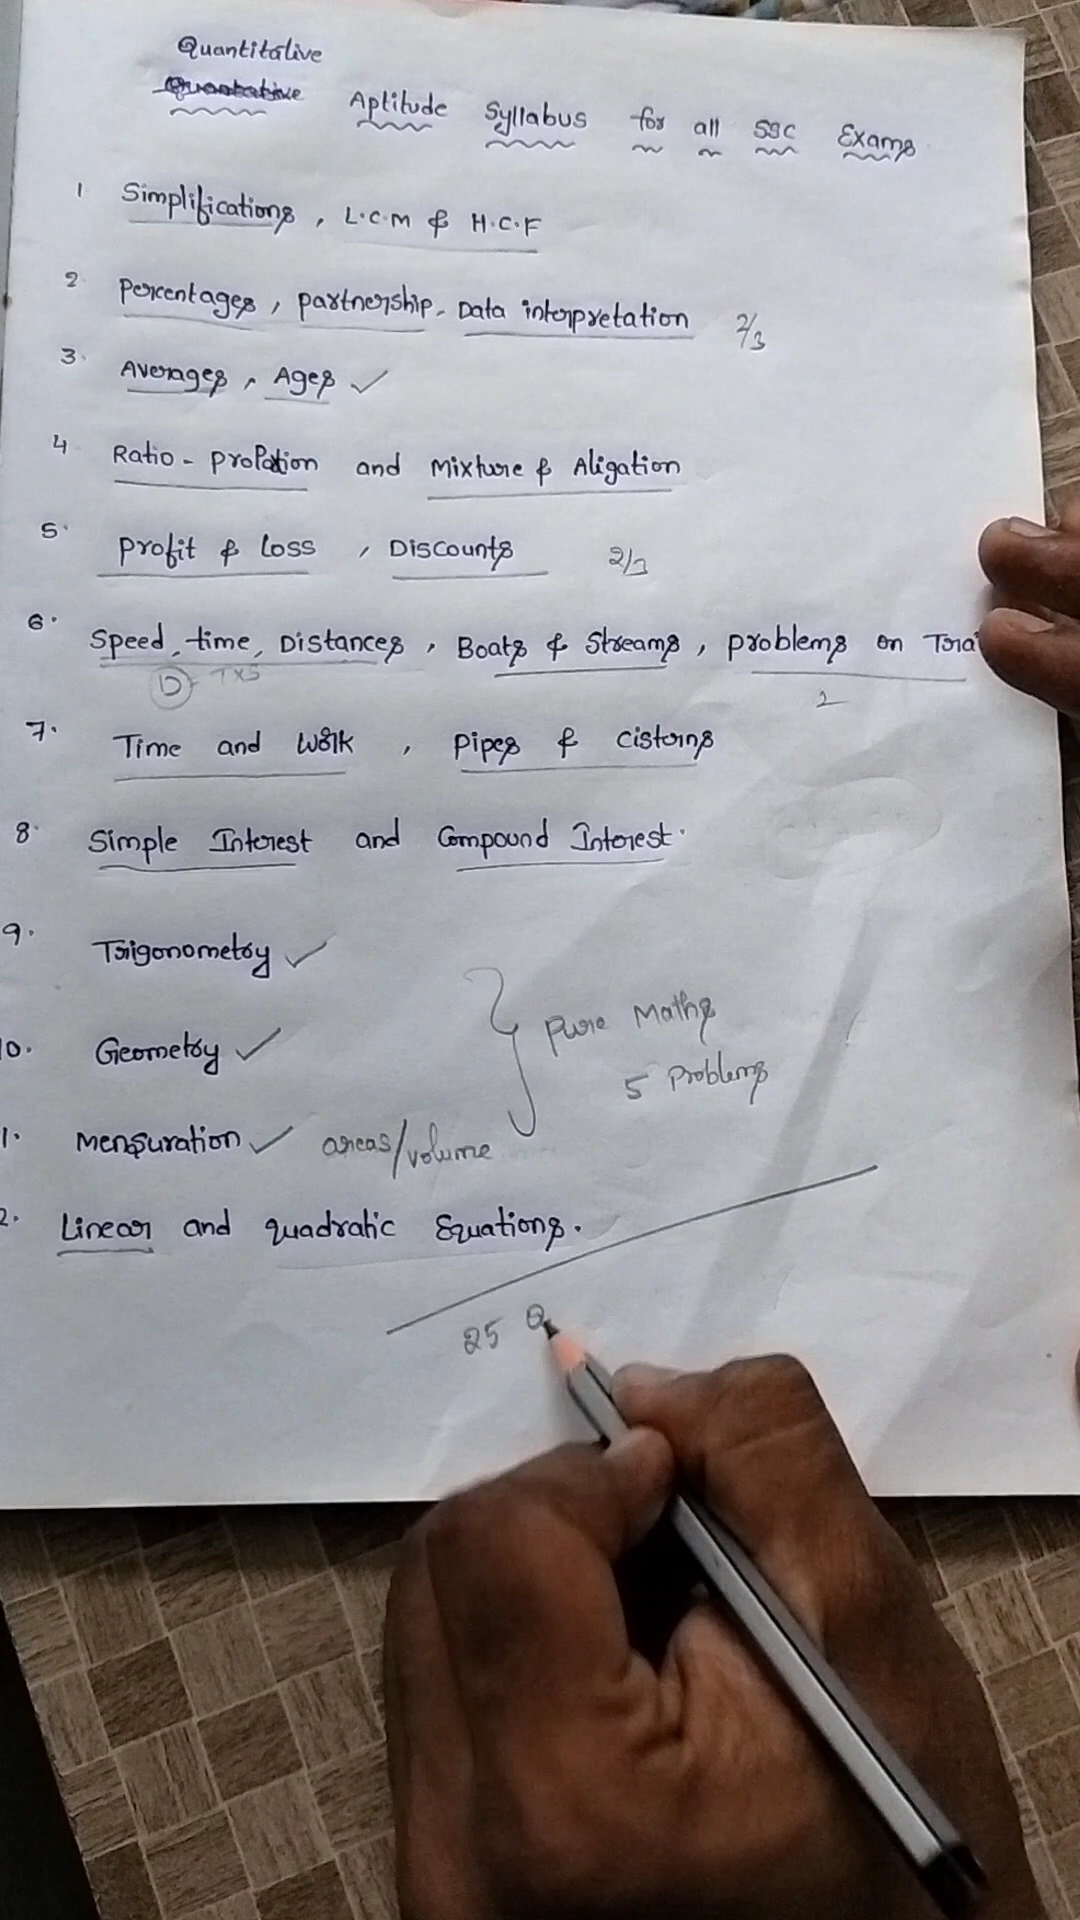 Quantitative
Aptitude Syllabus for all SSC Exams
1 Simplifications, L.C.M & H.C.F
2 Percentages, partnership, Data interpretation 2/3
3. Averages, Ages ✓
4 Ratio - Propotion and Mixture & Aligation
5. Profit & Loss, Discounts 2/3
6. Speed, time, Distances, Boats & Streams, problems on Trai
D - TXS 2
7. Time and Work, Pipes & cisterns
8. Simple Interest and Compound Interest.
9. Trigonometry ✓
10. Geometry ✓
Pure Maths
5 Problems
1. Mensuration ✓ areas/volume
2. Linear and quadratic Equations.
25 Q